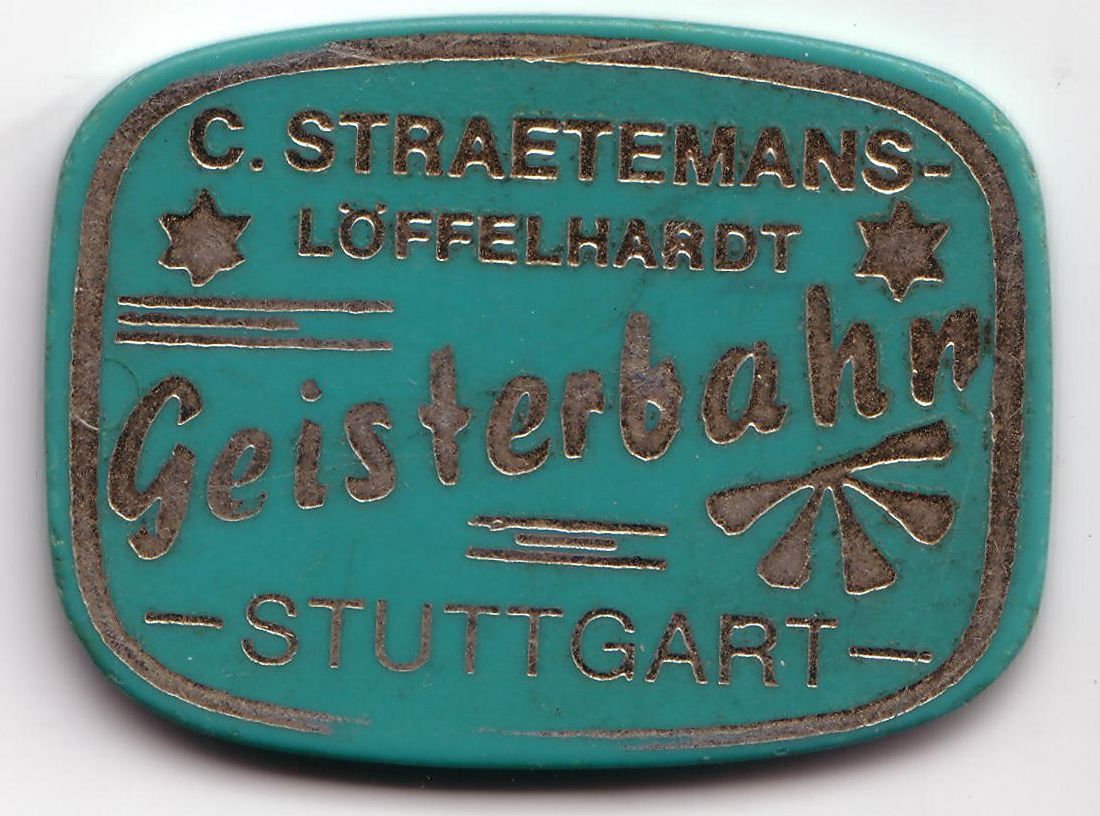 C. STRAETEMANS-
LÖFFELHARDT
Geisterbahn
— STUTTGART —